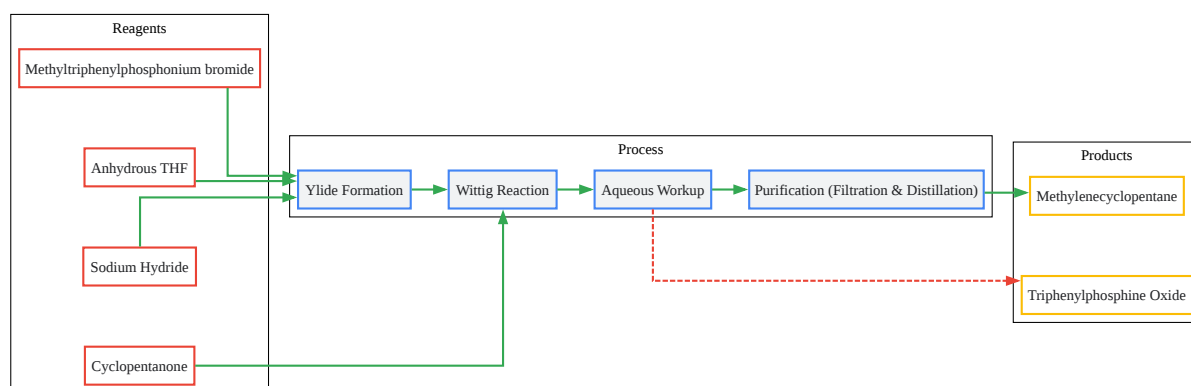 Reagents
Methyltriphenylphosphonium bromide
Anhydrous THF
Sodium Hydride
Cyclopentanone
Process
Ylide Formation
Wittig Reaction
Aqueous Workup
Purification (Filtration & Distillation)
Products
Methylenecyclopentane
Triphenylphosphine Oxide